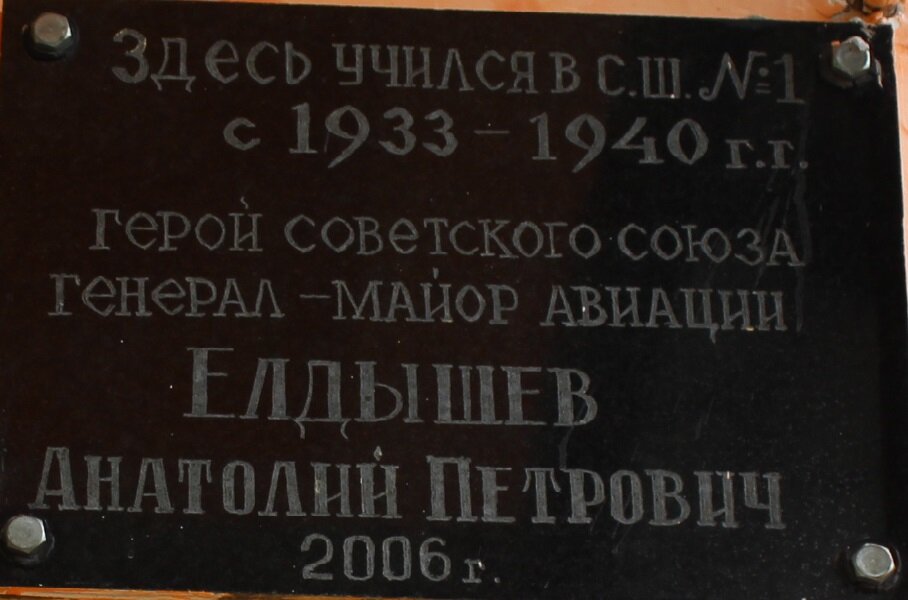 Здесь учился в с.ш. №1
с 1933 – 1940 г.г.
герой советского союза
генерал – майор авиации
Елдышев
Анатолий Петрович
2006 г.